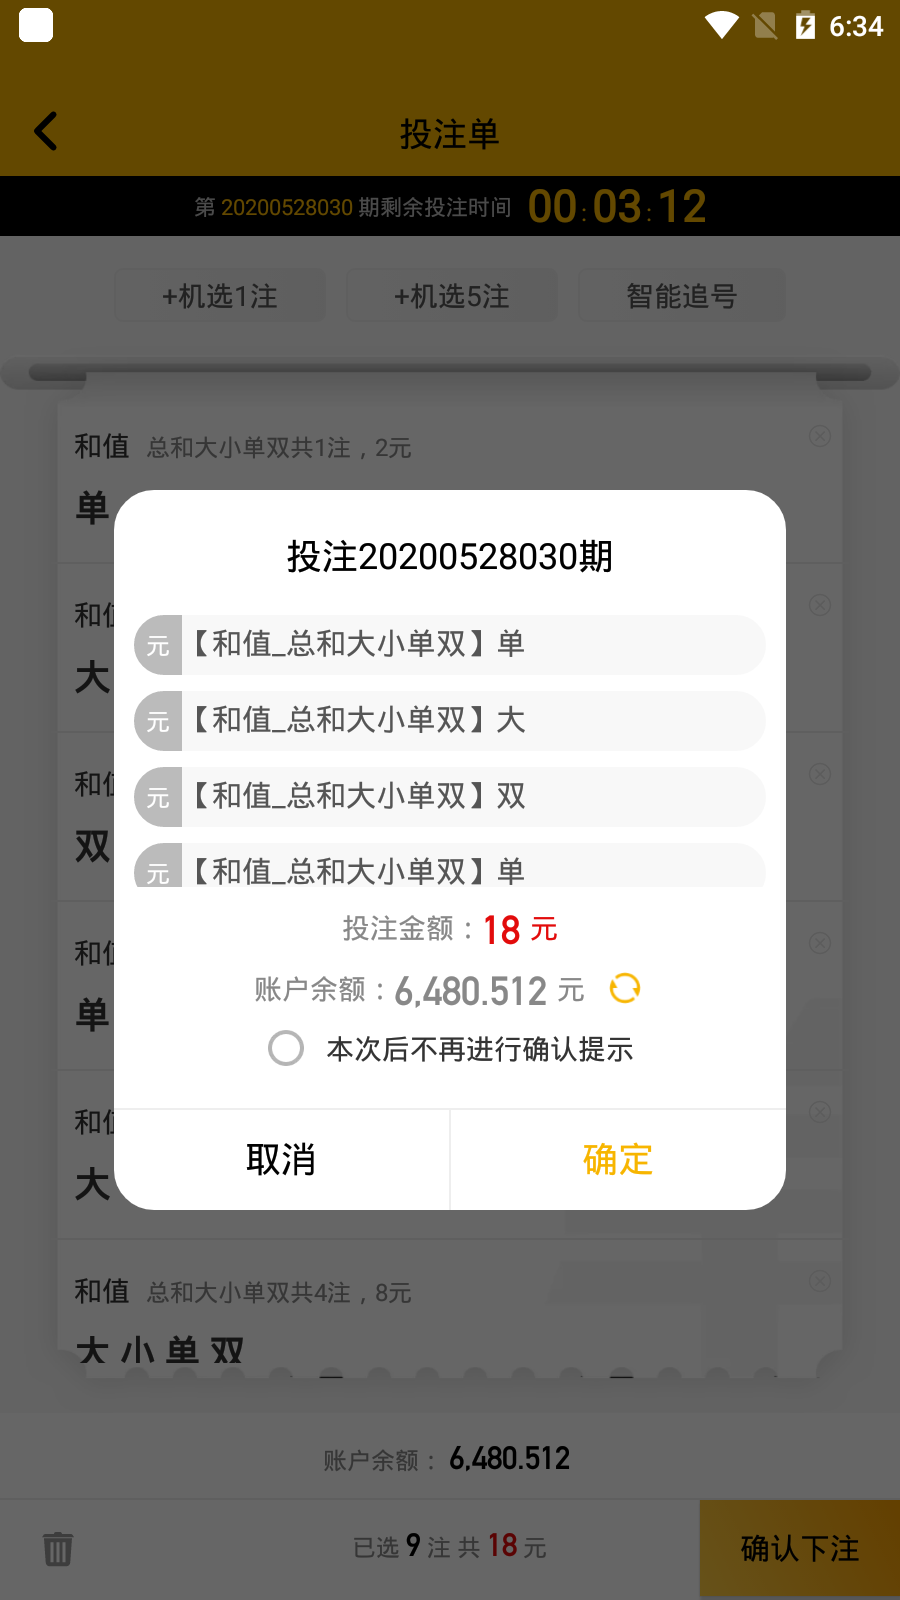 6:34
投注单
第 20200528030 期剩余投注时间 00:03:12
+机选1注 +机选5注 智能追号
和值 总和大小单双共1注，2元
单
投注20200528030期
元 【和值_总和大小单双】单
和值
大
元 【和值_总和大小单双】大
和值
双
元 【和值_总和大小单双】双
元 【和值_总和大小单双】单
投注金额：18 元
和值
单
账户余额：6,480.512 元
本次后不再进行确认提示
和值
大
取消 确定
和值 总和大小单双共4注，8元
大 小 单 双
账户余额： 6,480.512
已选 9 注 共 18 元
确认下注